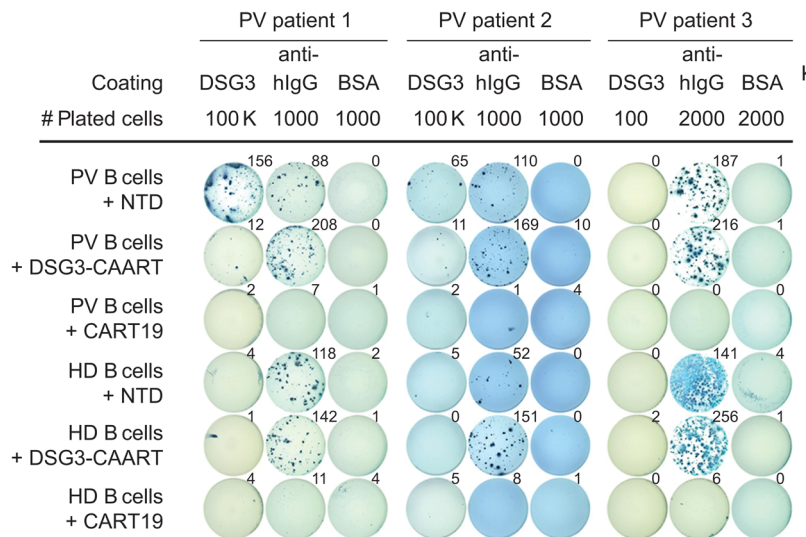 PV patient 1 PV patient 2 PV patient 3
anti- anti- anti-
Coating DSG3 hIgG BSA DSG3 hIgG BSA DSG3 hIgG BSA
# Plated cells 100 K 1000 1000 100 K 1000 1000 100 2000 2000
156 88 0 65 110 0 0 187 1
PV B cells
+ NTD
12 208 0 11 169 10 0 216 1
PV B cells
+ DSG3-CAART
2 7 1 2 1 4 0 0 0
PV B cells
+ CART19
4 118 2 5 52 0 0 141 4
HD B cells
+ NTD
1 142 1 0 151 0 2 256 1
HD B cells
+ DSG3-CAART
4 11 4 5 8 1 0 6 0
HD B cells
+ CART19